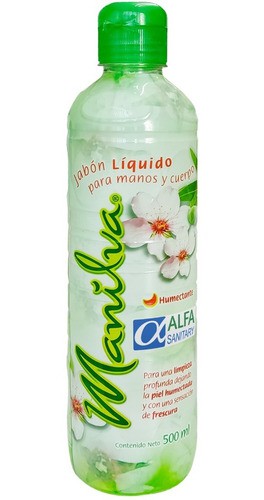 Jabón Líquido
para manos y cuerpo
Manilva®
Humectante
α ALFA
SANITARY
Para una limpieza
profunda dejando
la piel humectada
y con una sensación
de frescura
Contenido Neto 500 ml